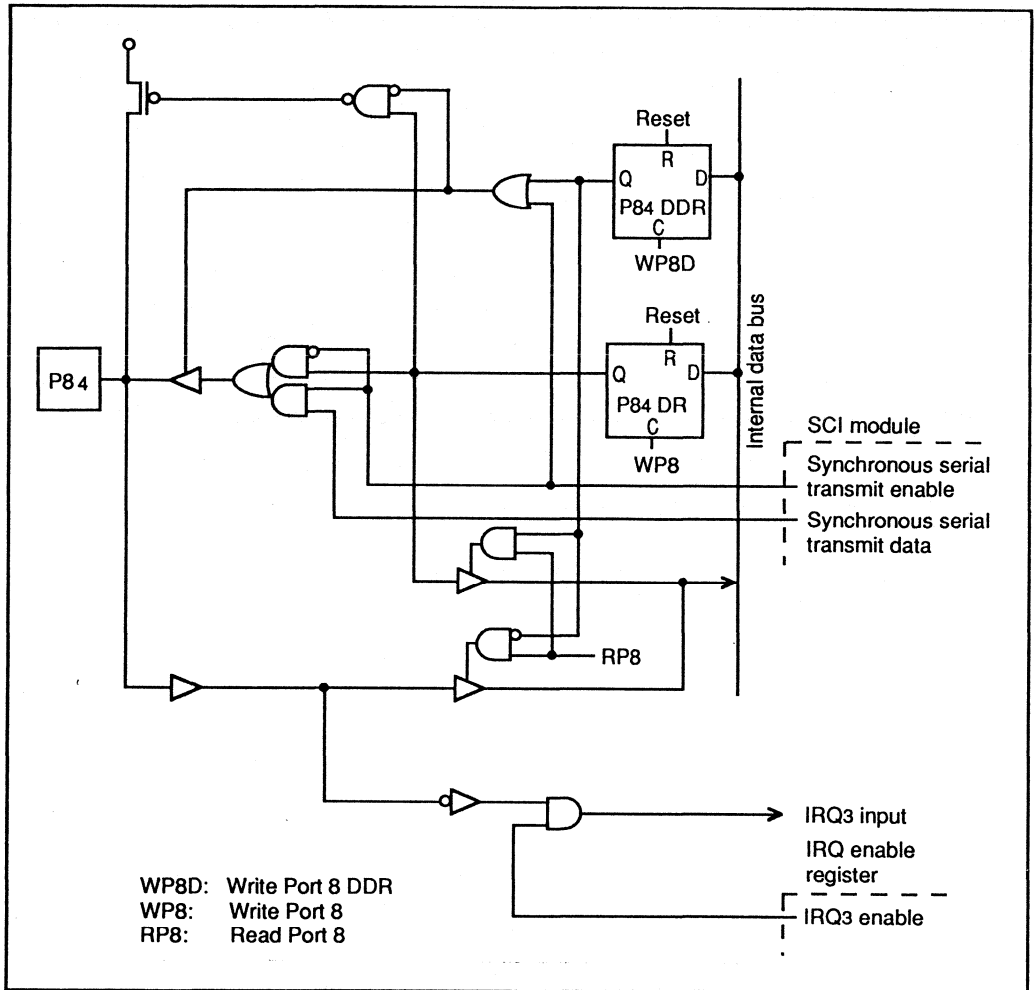 Reset
R
Q
D
P84 DDR
C
WP8D
Reset
R
P84
Q
D
P84 DR
C
WP8
Internal data bus
SCI module
Synchronous serial
transmit enable
Synchronous serial
transmit data
RP8
IRQ3 input
IRQ enable
register
IRQ3 enable
WP8D: Write Port 8 DDR
WP8: Write Port 8
RP8: Read Port 8